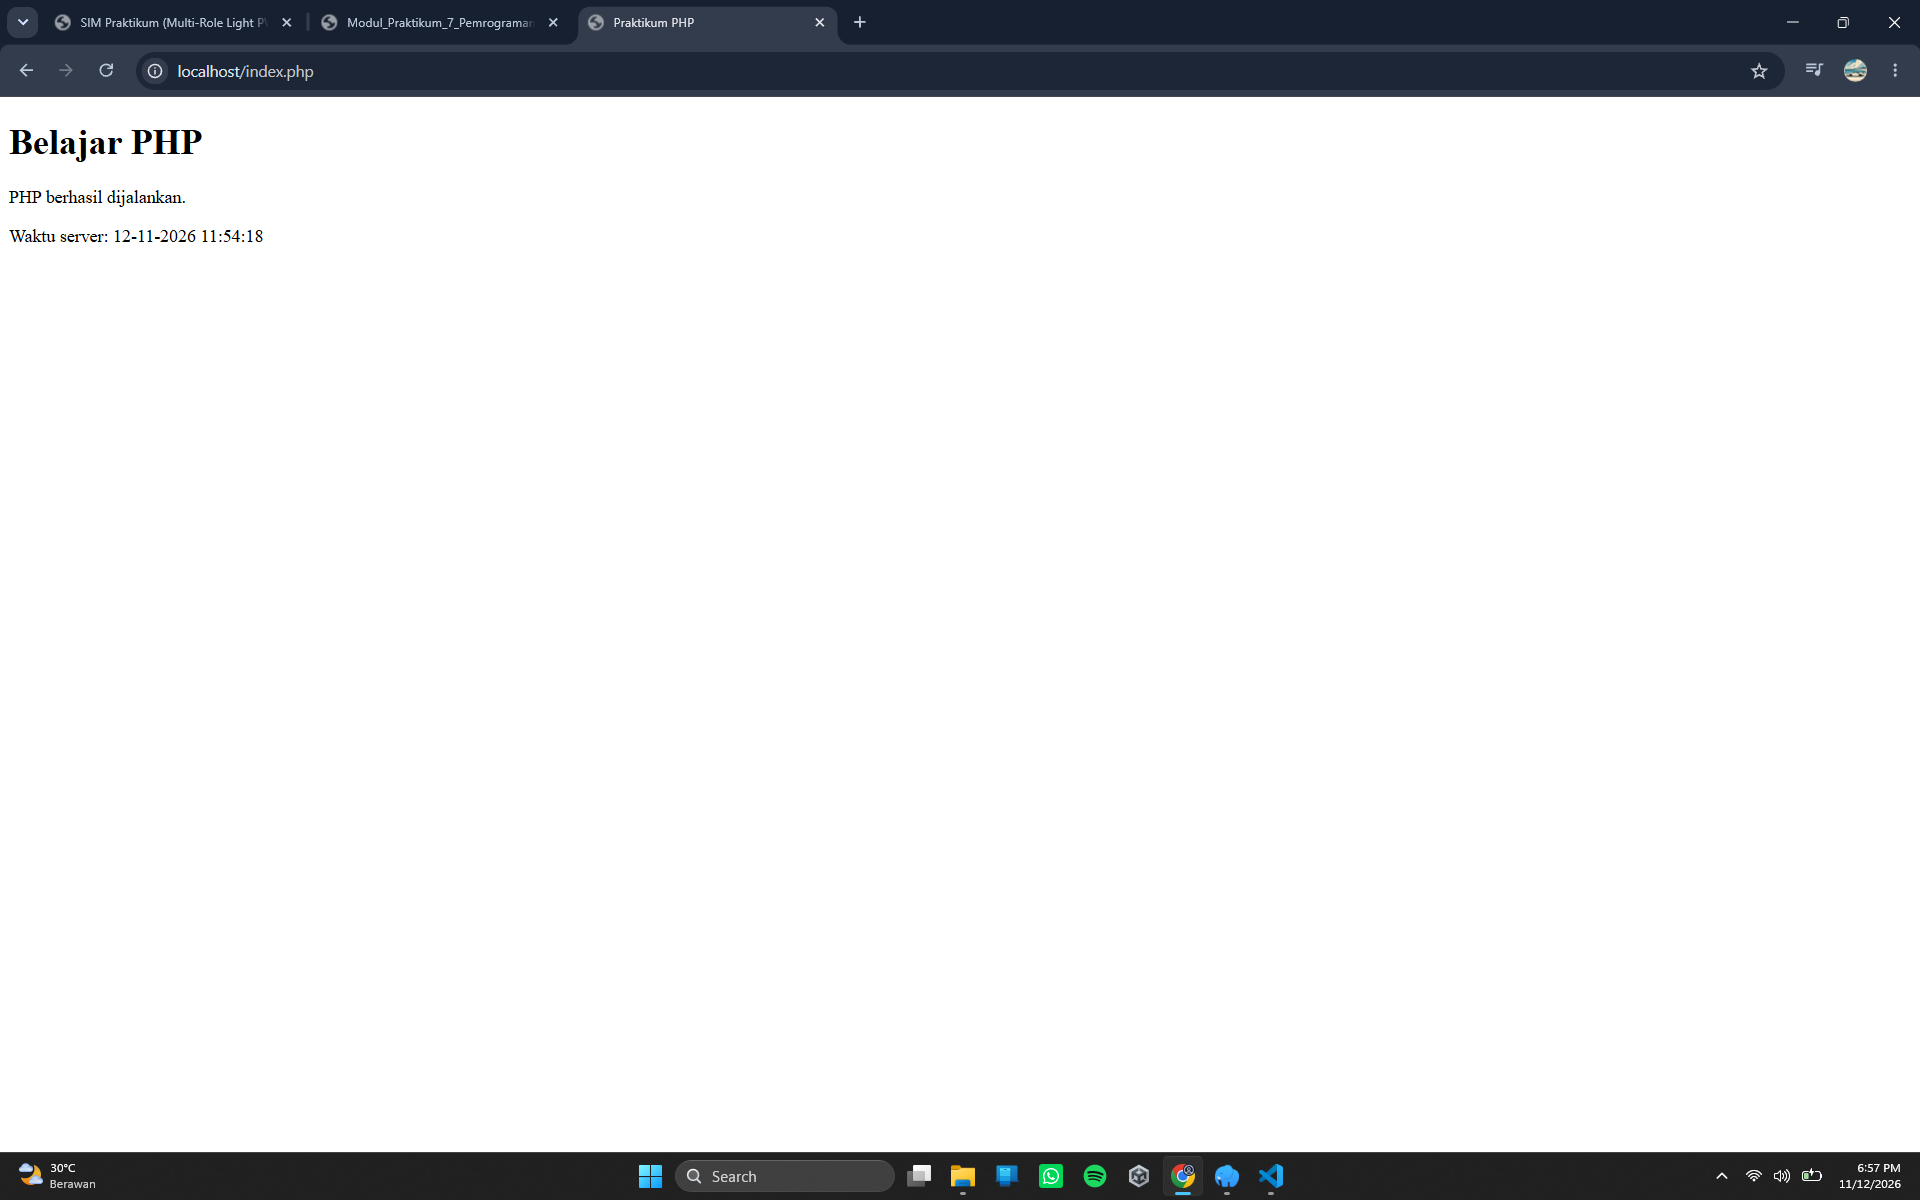 SIM Praktikum (Multi-Role Light P
Modul_Praktikum_7_Pemrograman
Praktikum PHP
localhost/index.php
Belajar PHP
PHP berhasil dijalankan.
Waktu server: 12-11-2026 11:54:18
30°C
Berawan
Search
6:57 PM
11/12/2026